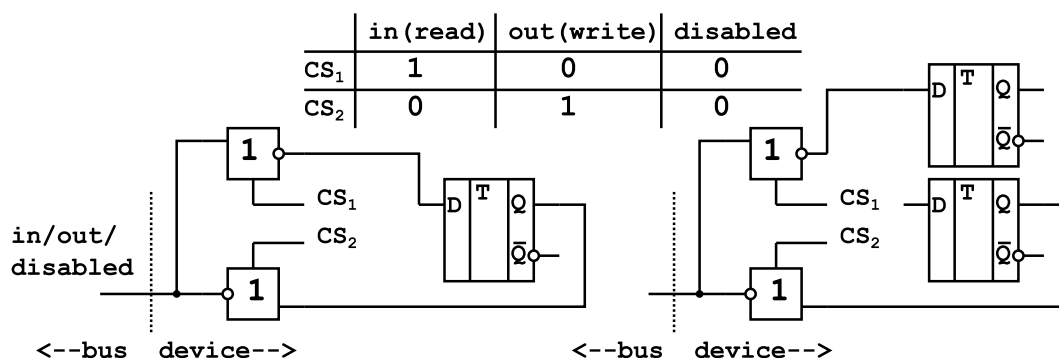 in(read) out(write) disabled
CS₁ 1 0 0
CS₂ 0 1 0
D T Q
Q̅
1
1
CS₁
CS₁
D T Q
D T Q
CS₂
CS₂
Q̅
Q̅
in/out/
disabled
1
1
<--bus device-->
<--bus device-->